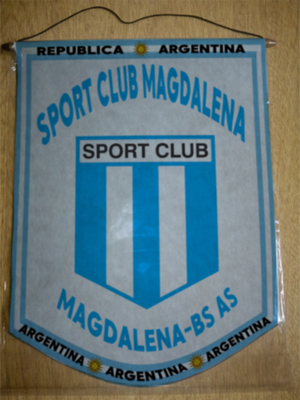 REPUBLICA ARGENTINA
SPORT CLUB MAGDALENA
SPORT CLUB
MAGDALENA-BS AS
ARGENTINA ARGENTINA ARGENTINA